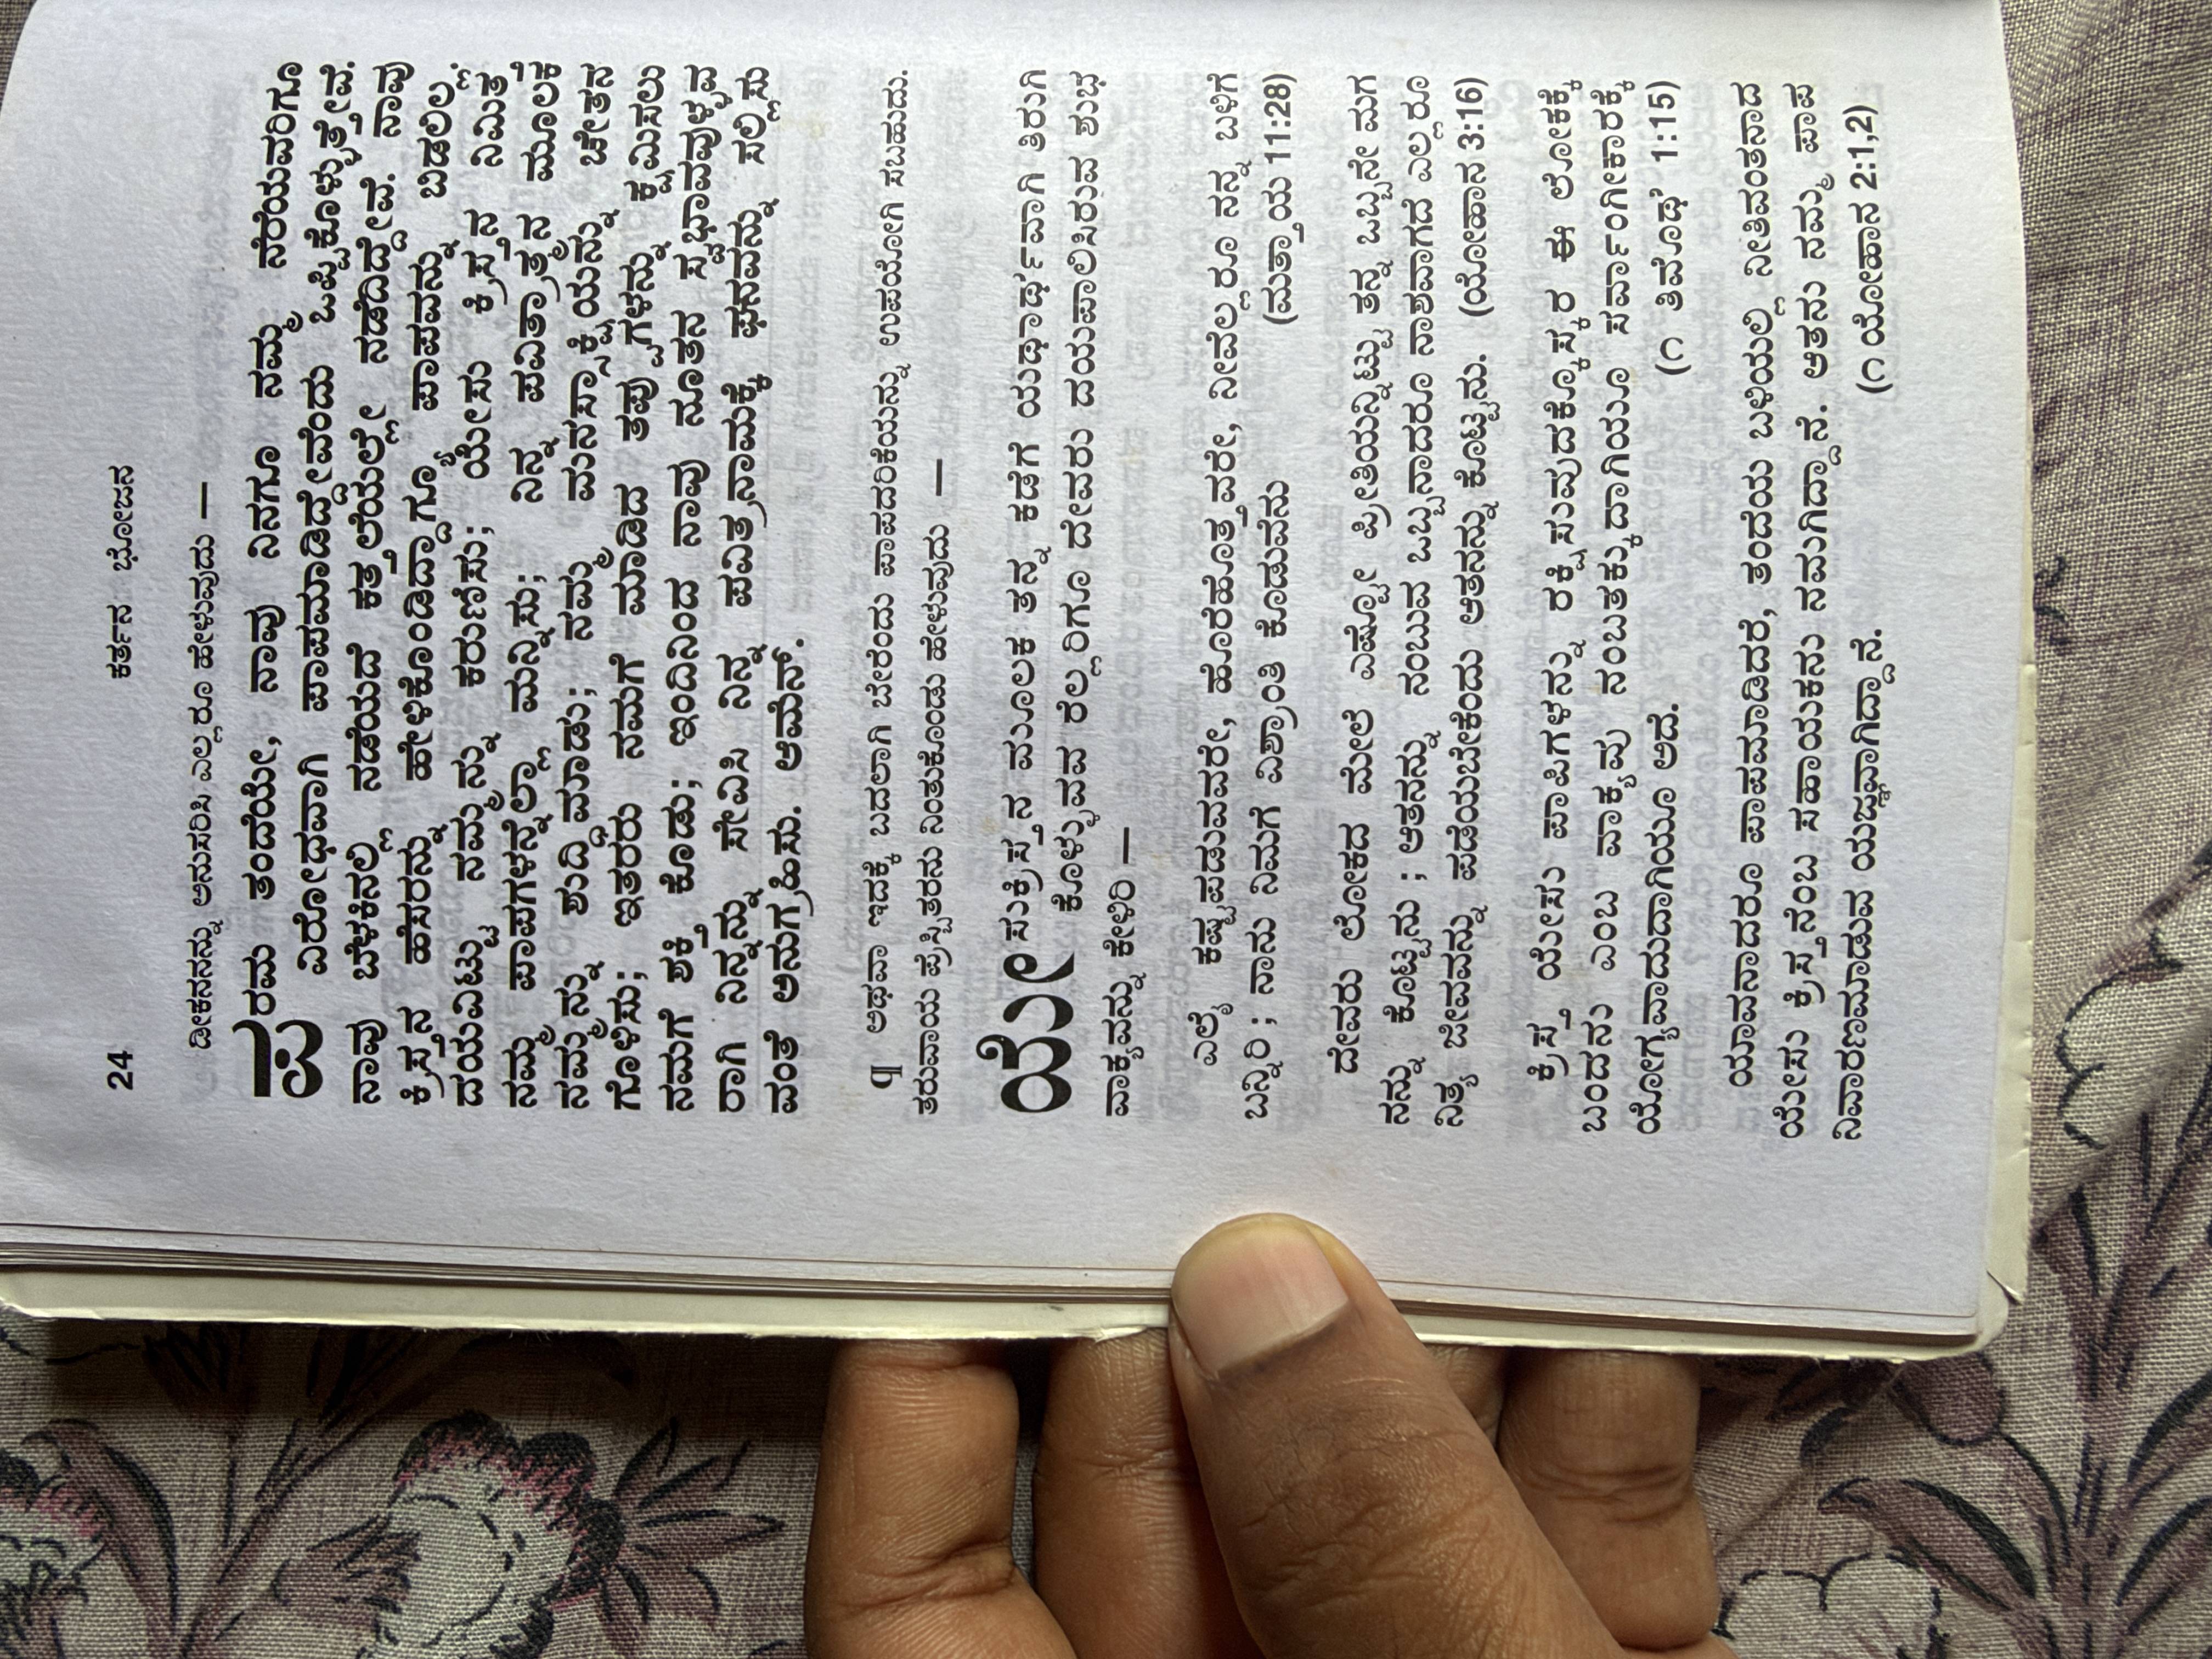 24 ಕರ್ತನ ಭೋಜನ
ಡೀಕನನನ್ನು ಅನುಸರಿಸಿ ಎಲ್ಲರೂ ಹೇಳುವುದು —
ಪರಮ ತಂದೆಯೇ, ನಾವು ನಿನಗೂ ನಮ್ಮ ನೆರೆಯವರಿಗೂ
ವಿರೋಧವಾಗಿ ಪಾಪಮಾಡಿದ್ದೇವೆಂದು ಒಪ್ಪಿಕೊಳ್ಳುತ್ತೇವೆ.
ನಾವು ಬೆಳಕಿನಲ್ಲಿ ನಡೆಯದೆ ಕತ್ತಲೆಯಲ್ಲೇ ನಡೆದಿದ್ದೇವೆ. ನಾವು
ಕ್ರಿಸ್ತನ ಹೆಸರನ್ನು ಹೇಳಿಕೊಂಡಿದ್ದಾಗ್ಯೂ ಪಾಪವನ್ನು ಬಿಡಲಿಲ್ಲ.
ದಯವಿಟ್ಟು ನಮ್ಮನ್ನು ಕರುಣಿಸು; ಯೇಸು ಕ್ರಿಸ್ತನ ನಿಮಿತ್ತ
ನಮ್ಮ ಪಾಪಗಳನ್ನೆಲ್ಲಾ ಮನ್ನಿಸು; ನಿನ್ನ ಪವಿತ್ರಾತ್ಮನ ಮೂಲಕ
ನಮ್ಮನ್ನು ಶುದ್ಧಿಮಾಡು; ನಮ್ಮ ಮನಸ್ಸಾಕ್ಷಿಯನ್ನು ಚೇತನ
ಗೊಳಿಸು; ಇತರರು ನಮಗೆ ಮಾಡಿದ ತಪ್ಪುಗಳನ್ನು ಕ್ಷಮಿಸಲು
ನಮಗೆ ಶಕ್ತಿ ಕೊಡು; ಇಂದಿನಿಂದ ನಾವು ನೂತನ ಸ್ವಭಾವವುಳ್ಳವ
ರಾಗಿ ನಿನ್ನನ್ನು ಸೇವಿಸಿ ನಿನ್ನ ಪವಿತ್ರನಾಮಕ್ಕೆ ಘನವನ್ನು ಸಲ್ಲಿಸು
ವಂತೆ ಅನುಗ್ರಹಿಸು. ಆಮೆನ್.
¶ ಅಥವಾ ಇದಕ್ಕೆ ಬದಲಾಗಿ ಬೇರೆಂದು ಪಾಪದರಿಕೆಯನ್ನು ಉಪಯೋಗಿ ಸಬಹುದು.
ತರುವಾಯ ಪ್ರೆಸ್ಬಿತರನು ನಿಂತುಕೊಂಡು ಹೇಳುವುದು —
ಯೇಸುಕ್ರಿಸ್ತನ ಮೂಲಕ ತನ್ನ ಕಡೆಗೆ ಯಥಾರ್ಥವಾಗಿ ತಿರುಗಿ
ಕೊಳ್ಳುವವ ರೆಲ್ಲರಿಗೂ ದೇವರು ದಯಪಾಲಿಸಿರುವ ಶುಭ
ವಾಕ್ಯವನ್ನು ಕೇಳಿರಿ —
ಎಲೈ ಕಷ್ಟಪಡುವವರೇ, ಹೊರೆಹೊತ್ತವರೇ, ನೀವೆಲ್ಲರೂ ನನ್ನ ಬಳಿಗೆ
ಬನ್ನಿರಿ; ನಾನು ನಿಮಗೆ ವಿಶ್ರಾಂತಿ ಕೊಡುವೆನು (ಮತ್ತಾಯ 11:28)
ದೇವರು ಲೋಕದ ಮೇಲೆ ಎಷ್ಟೋ ಪ್ರೀತಿಯನ್ನಿಟ್ಟು ತನ್ನ ಒಬ್ಬನೇ ಮಗ
ನನ್ನು ಕೊಟ್ಟನು ; ಆತನನ್ನು ನಂಬುವ ಒಬ್ಬನಾದರೂ ನಾಶವಾಗದೆ ಎಲ್ಲರೂ
ನಿತ್ಯ ಜೀವವನ್ನು ಪಡೆಯಬೇಕೆಂದು ಆತನನ್ನು ಕೊಟ್ಟನು. (ಯೋಹಾನ 3:16)
ಕ್ರಿಸ್ತ ಯೇಸು ಪಾಪಿಗಳನ್ನು ರಕ್ಷಿಸುವುದಕ್ಕೋಸ್ಕರ ಈ ಲೋಕಕ್ಕೆ
ಬಂದನು ಎಂಬ ವಾಕ್ಯವು ನಂಬತಕ್ಕುದಾಗಿಯೂ ಸರ್ವಾಂಗೀಕಾರಕ್ಕೆ
ಯೋಗ್ಯವಾದುದಾಗಿಯೂ ಅದೆ. (೧ ತಿಮೊಥೆ 1:15)
ಯಾವನಾದರೂ ಪಾಪಮಾಡಿದರೆ, ತಂದೆಯ ಬಳಿಯಲ್ಲಿ ನೀತಿವಂತನಾದ
ಯೇಸು ಕ್ರಿಸ್ತನೆಂಬ ಸಹಾಯಕನು ನಮಗಿದ್ದಾನೆ. ಆತನು ನಮ್ಮ ಪಾಪ
ನಿವಾರಣಮಾಡುವ ಯಜ್ಞವಾಗಿದ್ದಾನೆ. (೧ ಯೋಹಾನ 2:1,2)